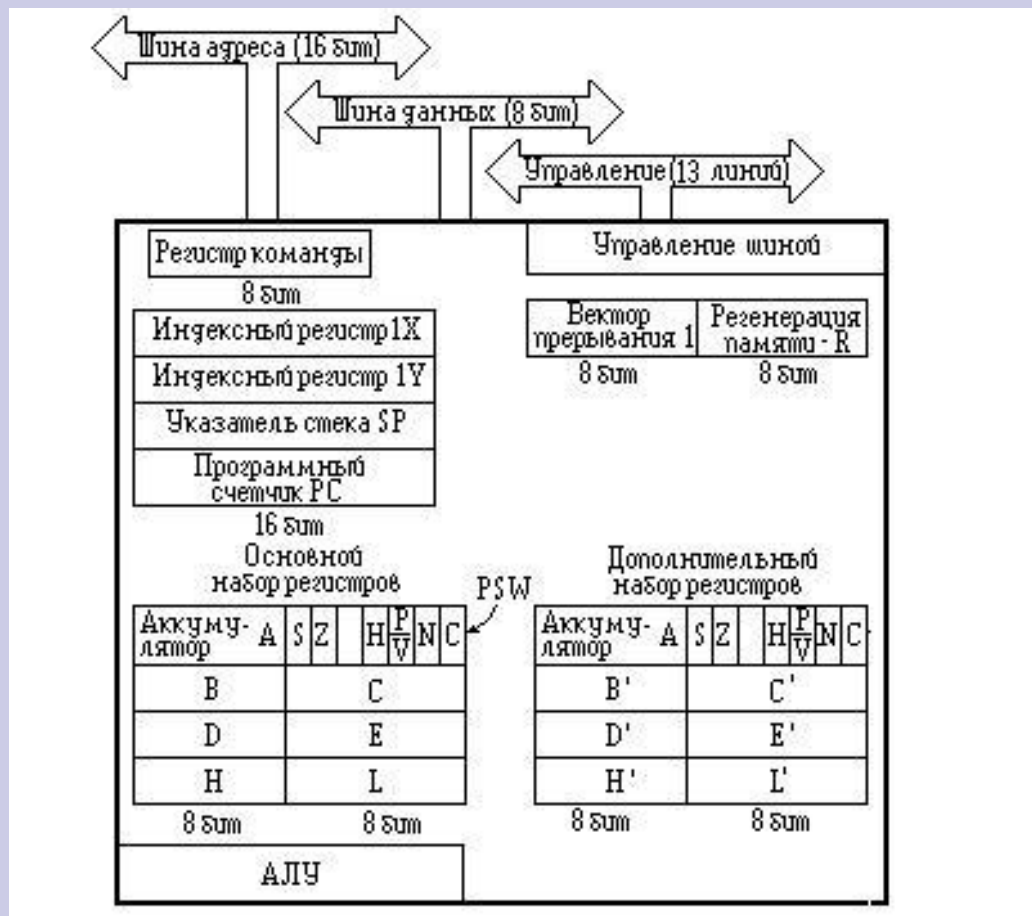 Шина адреса (16 бит)
Шина данных (8 бит)
Управление (13 линий)
Регистр команды
8 бит
Управление шиной
Индексный регистр 1X
Индексный регистр 1Y
Указатель стека SP
Программный
счетчик PC
16 бит
Вектор
прерывания 1
Регенерация
памяти - R
8 бит
8 бит
Основной
набор регистров
PSW
Дополнительный
набор регистров
Аккуму-
лятор
A
S Z H P/V N C
B C
D E
H L
8 бит 8 бит
Аккуму-
лятор
A
S Z H P/V N C
B' C'
D' E'
H' L'
8 бит 8 бит
АЛУ